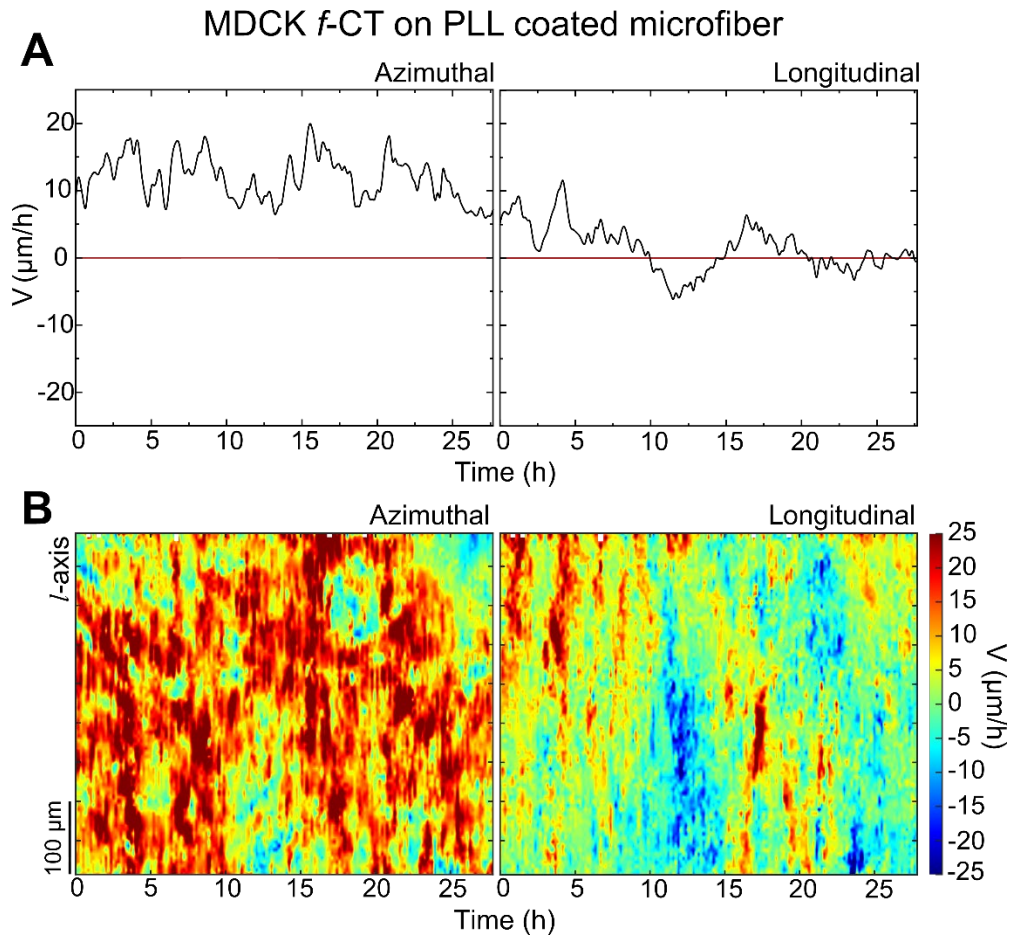 MDCK f-CT on PLL coated microfiber
A
Azimuthal
Longitudinal
V (μm/h)
20
10
0
-10
-20
0 5 10 15 20 25
0 5 10 15 20 25
Time (h)
B
Azimuthal
Longitudinal
l-axis
100 μm
0 5 10 15 20 25
0 5 10 15 20 25
Time (h)
25
20
15
10
5
0
-5
-10
-15
-20
-25
V (μm/h)